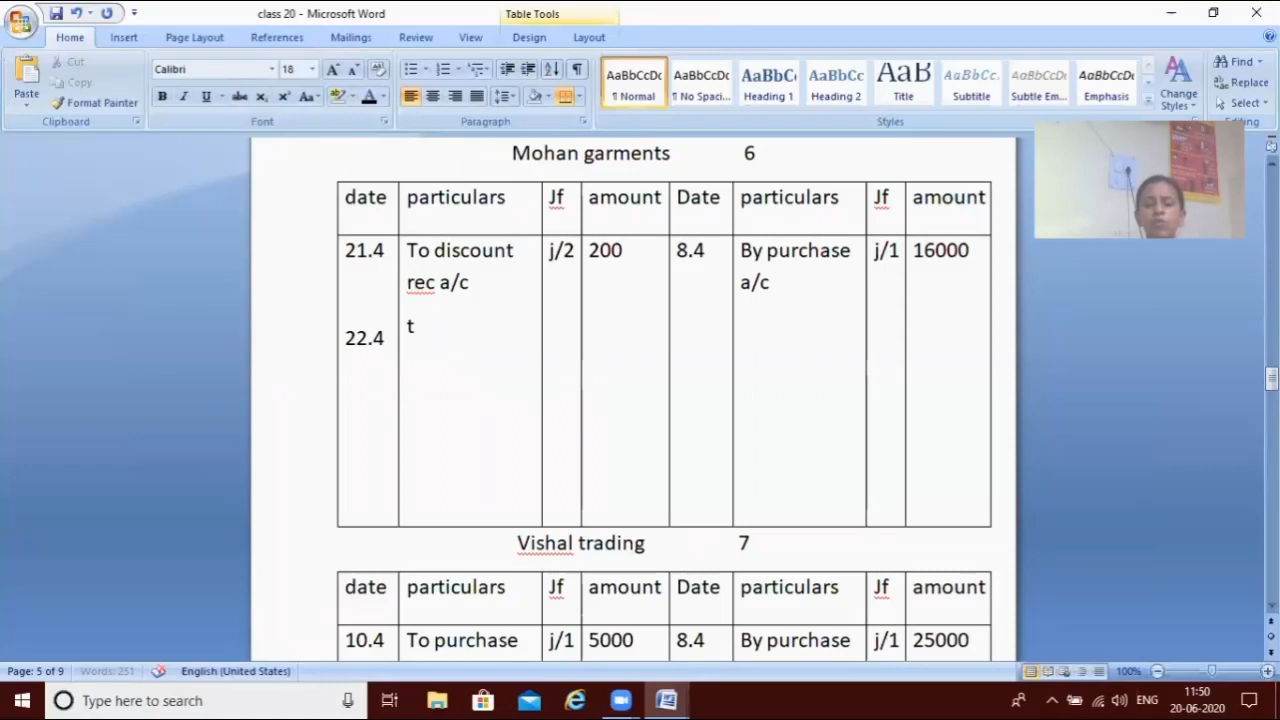 class 20 - Microsoft Word
Table Tools
Home Insert Page Layout References Mailings Review View Design Layout
Paste
Cut
Copy
Format Painter
Clipboard
Calibri 18
B I U abc x₂ x² Aa
Font
Paragraph
AaBbCcDc AaBbCcDc AaBbC AaBbCc AaB AaBbCc. AaBbCcDc AaBbCcDc
¶ Normal ¶ No Spaci... Heading 1 Heading 2 Title Subtitle Subtle Em... Emphasis
Styles
Change Styles
Find
Replace
Select
Editing
Mohan garments 6
date particulars Jf amount Date particulars Jf amount
21.4 To discount j/2 200 8.4 By purchase j/1 16000
rec a/c a/c
t
22.4
Vishal trading 7
date particulars Jf amount Date particulars Jf amount
10.4 To purchase j/1 5000 8.4 By purchase j/1 25000
Page: 5 of 9 Words: 251 English (United States) 100%
Type here to search
ENG
11:50
20-06-2020